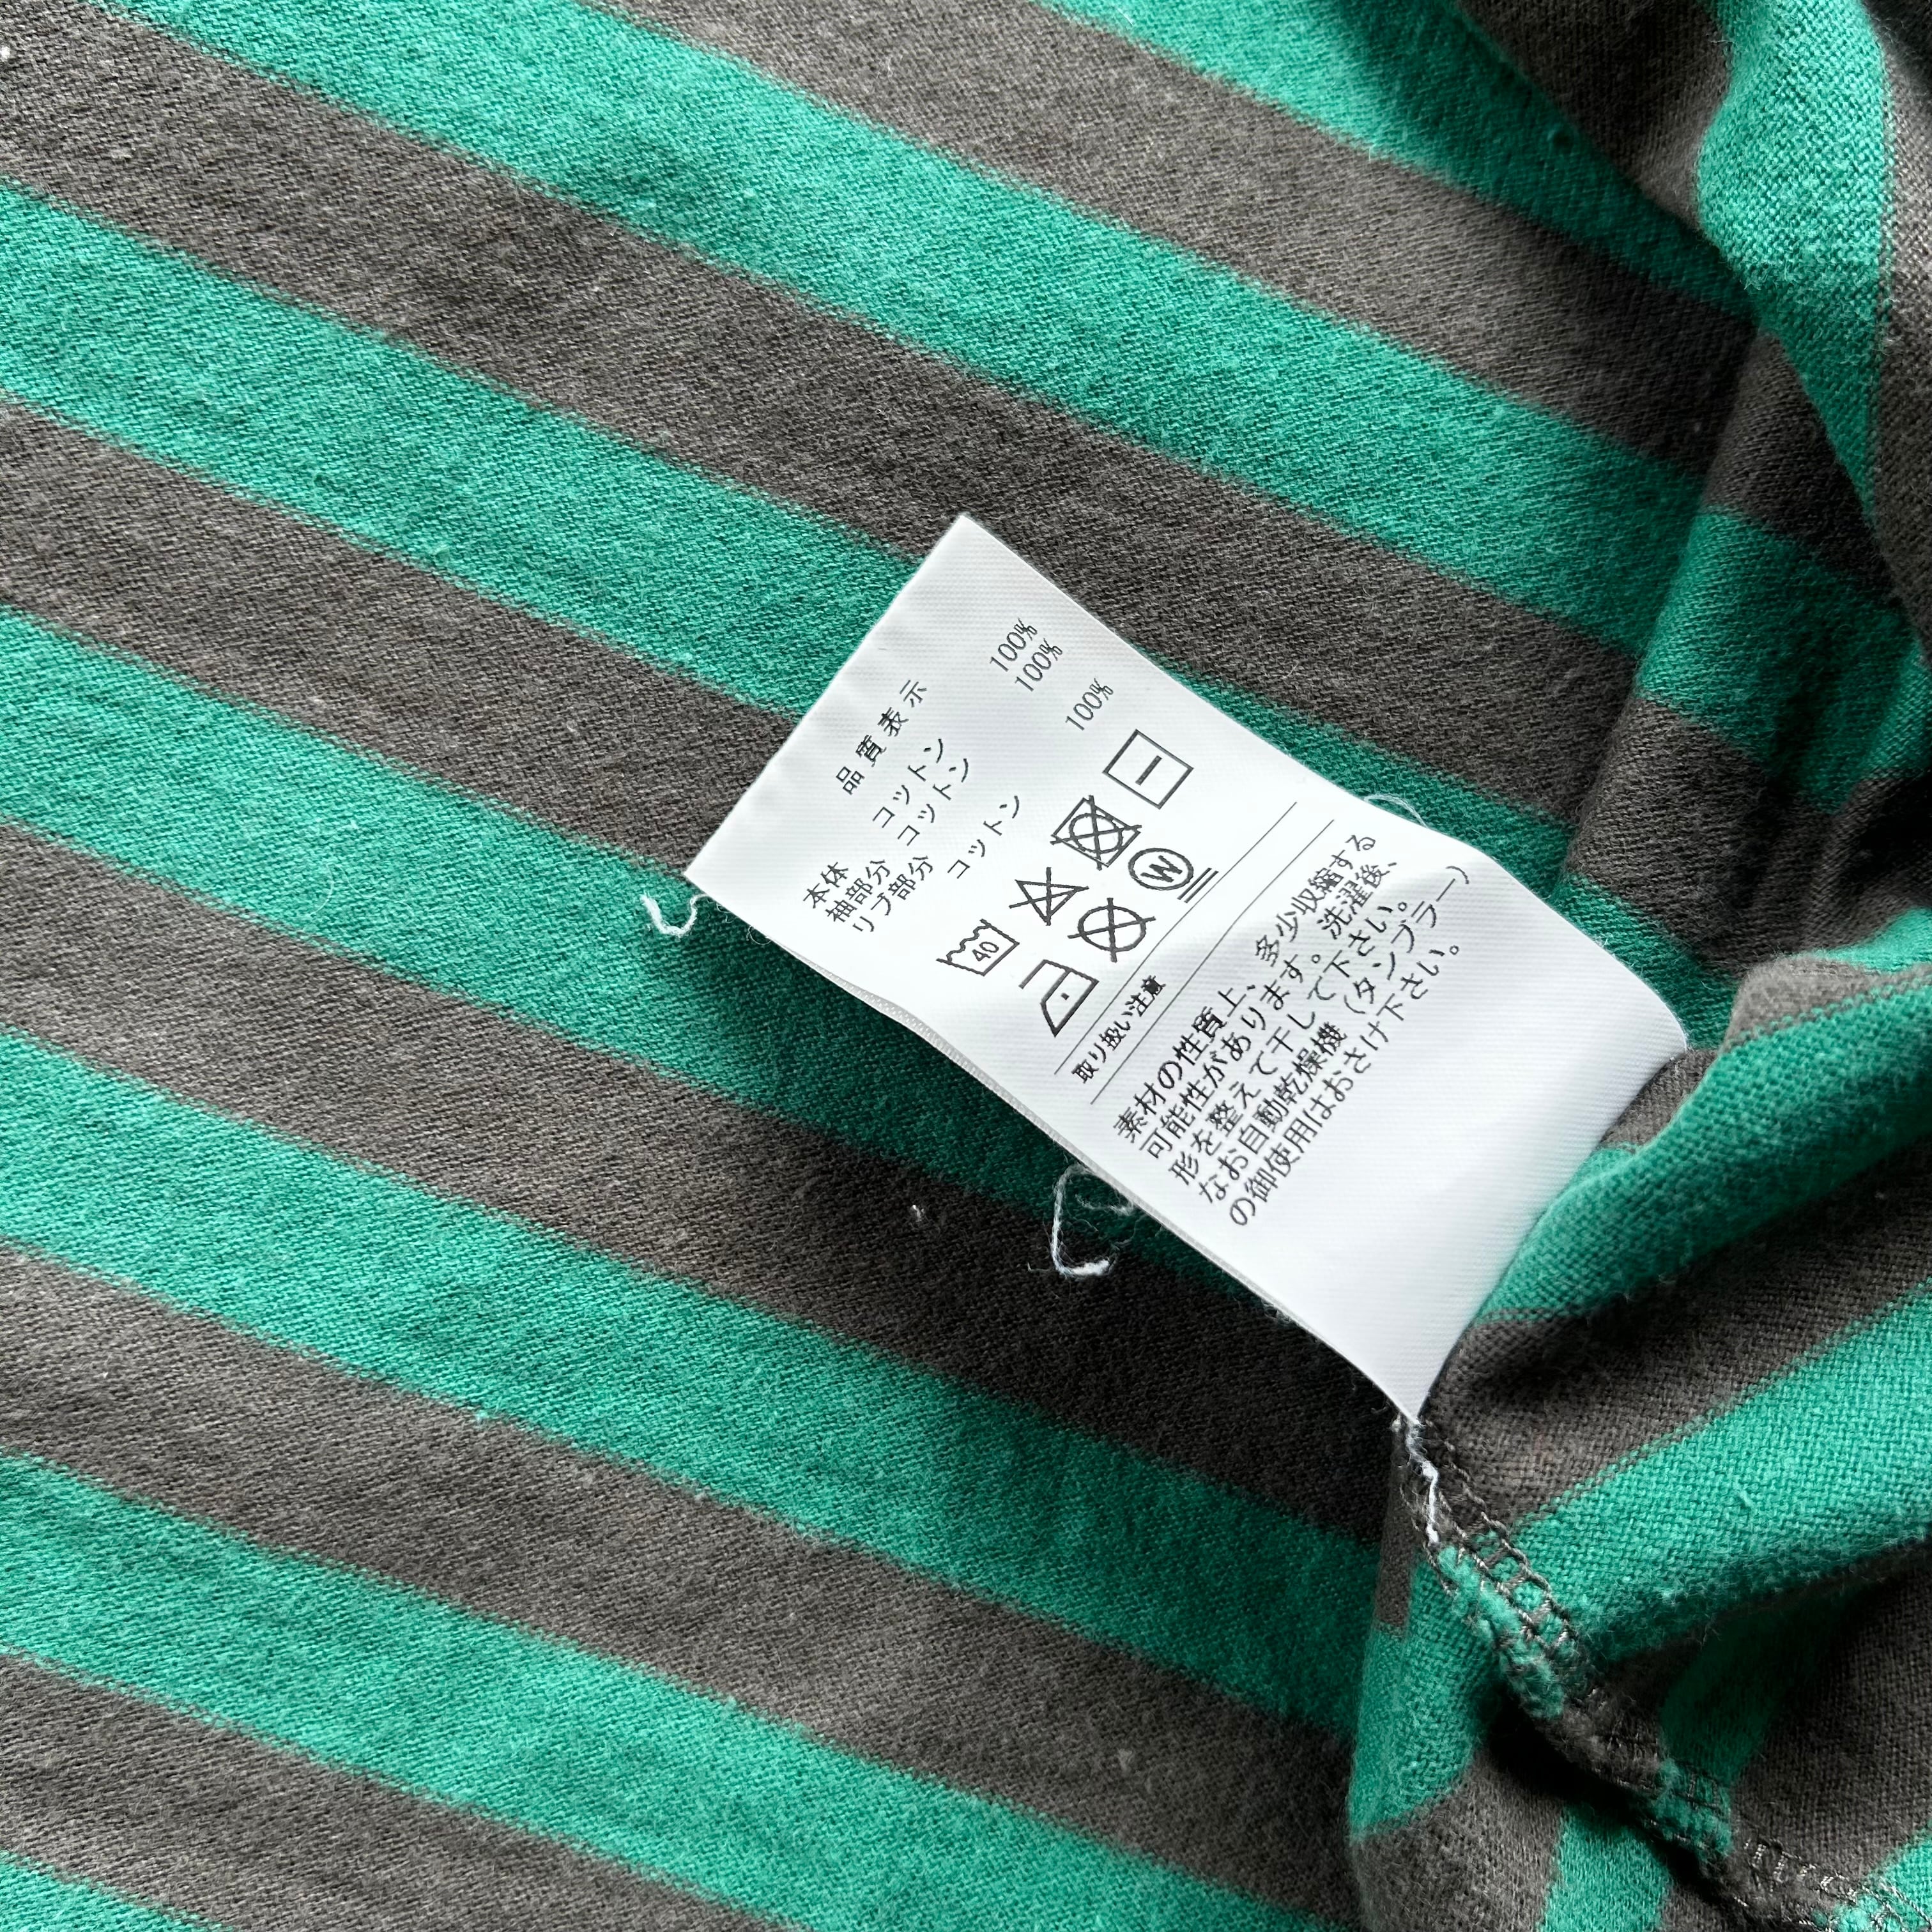 品質表示
本体 コットン 100%
袖部分 コットン 100%
リブ部分
コットン 100%
40
W
取り扱い注意
素材の性質上、多少収縮する
可能性があります。洗濯後、
形を整えて干して下さい。
なお自動乾燥機（タンブラー）
の御使用はおさけ下さい。